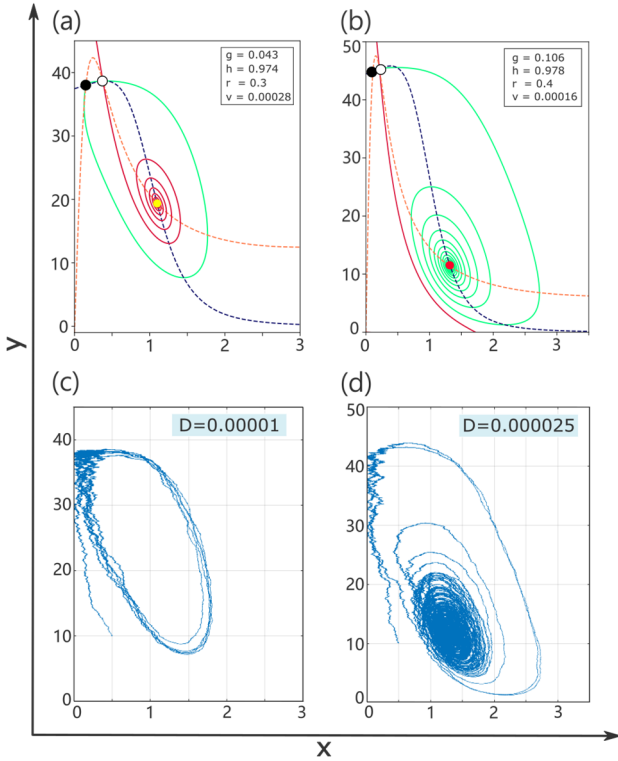 (a)
g = 0.043
h = 0.974
r = 0.3
v = 0.00028
40
30
20
10
0
0
1
2
3
(b)
g = 0.106
h = 0.978
r = 0.4
v = 0.00016
50
40
30
20
10
0
0
1
2
3
y
(c)
D=0.00001
40
30
20
10
0
0
1
2
3
(d)
D=0.000025
50
40
30
20
10
0
0
1
2
3
x